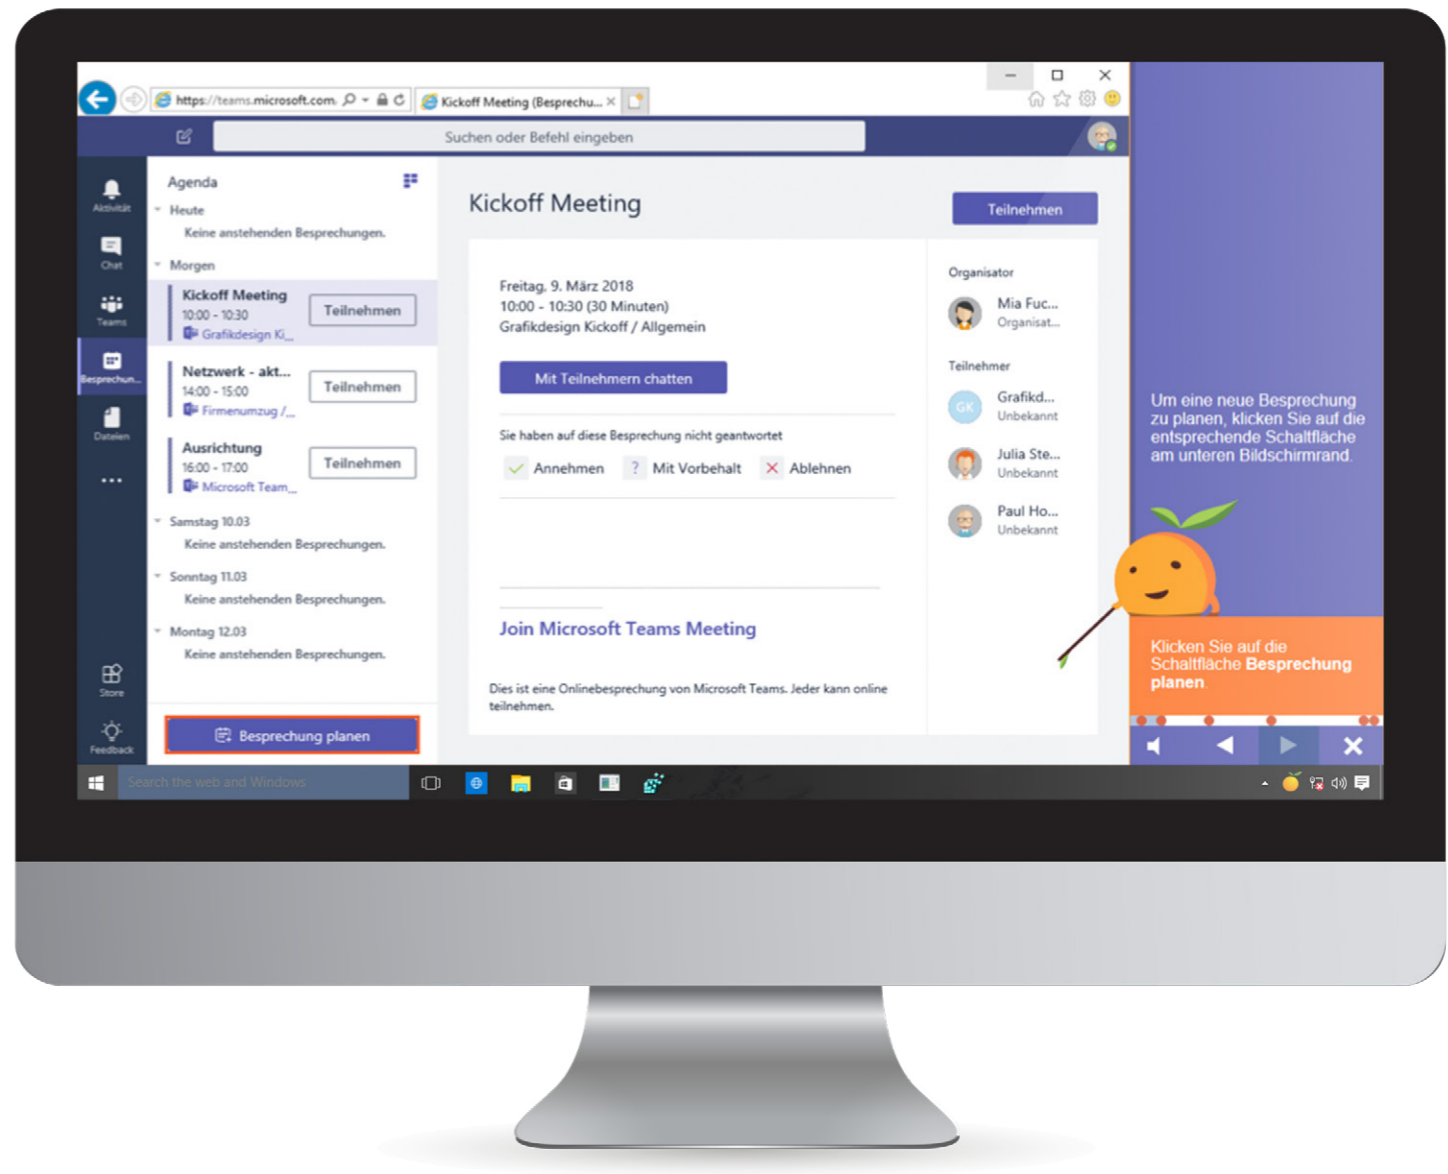 https://teams.microsoft.com
Kickoff Meeting (Besprechu...
Suchen oder Befehl eingeben
Aktivität
Chat
Teams
Besprechun...
Dateien
Store
Feedback
Agenda
Heute
Keine anstehenden Besprechungen.
Morgen
Kickoff Meeting
10:00 - 10:30
Grafikdesign Ki...
Teilnehmen
Netzwerk - akt...
14:00 - 15:00
Firmenumzug /...
Teilnehmen
Ausrichtung
16:00 - 17:00
Microsoft Team...
Teilnehmen
Samstag 10.03
Keine anstehenden Besprechungen.
Sonntag 11.03
Keine anstehenden Besprechungen.
Montag 12.03
Keine anstehenden Besprechungen.
Besprechung planen
Kickoff Meeting
Teilnehmen
Freitag, 9. März 2018
10:00 - 10:30 (30 Minuten)
Grafikdesign Kickoff / Allgemein
Mit Teilnehmern chatten
Sie haben auf diese Besprechung nicht geantwortet
Annehmen ? Mit Vorbehalt Ablehnen
Join Microsoft Teams Meeting
Dies ist eine Onlinebesprechung von Microsoft Teams. Jeder kann online
teilnehmen.
Organisator
Mia Fuc...
Organisat...
Teilnehmer
GK
Grafikd...
Unbekannt
Julia Ste...
Unbekannt
Paul Ho...
Unbekannt
Um eine neue Besprechung
zu planen, klicken Sie auf die
entsprechende Schaltfläche
am unteren Bildschirmrand.
Klicken Sie auf die
Schaltfläche Besprechung
planen.
Search the web and Windows